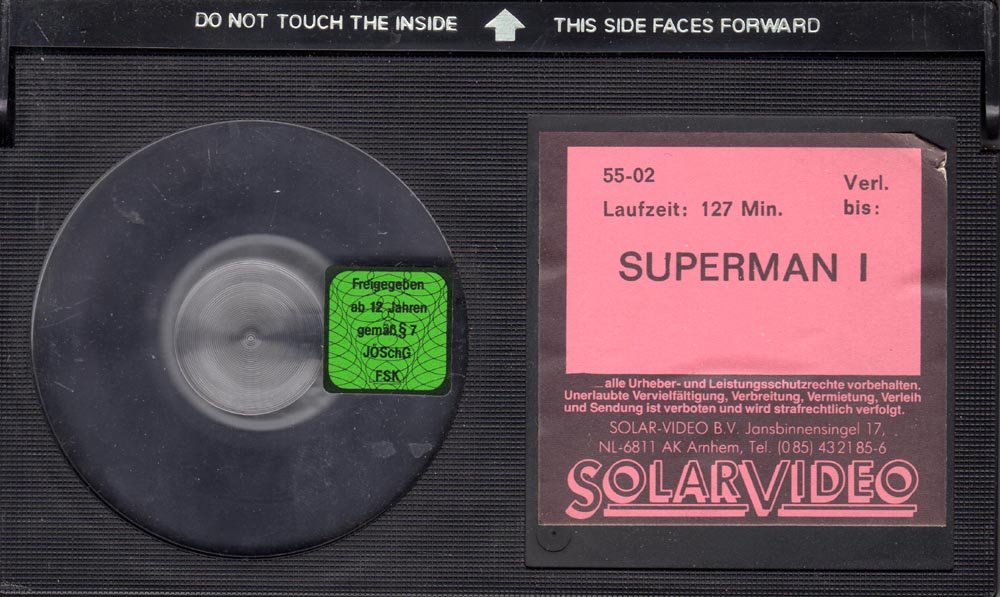 DO NOT TOUCH THE INSIDE THIS SIDE FACES FORWARD
55-02
Verl.
Laufzeit: 127 Min.
bis:
SUPERMAN I
Freigegeben
ab 12 Jahren
gemäß § 7
JÖSchG
FSK
alle Urheber- und Leistungsschutzrechte vorbehalten.
Unerlaubte Vervielfältigung, Verbreitung, Vermietung, Verleih
und Sendung ist verboten und wird strafrechtlich verfolgt.
SOLAR-VIDEO B.V. Jansbinnensingel 17,
NL-6811 AK Arnhem, Tel. (085) 432185-6
SOLARVIDEO